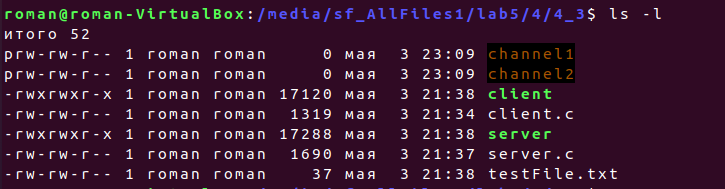 roman@roman-VirtualBox:/media/sf_AllFiles1/lab5/4/4_3$ ls -l
итого 52
prw-rw-r-- 1 roman roman 0 мая 3 23:09 channel1
prw-rw-r-- 1 roman roman 0 мая 3 23:09 channel2
-rwxrwxr-x 1 roman roman 17120 мая 3 21:38 client
-rw-rw-r-- 1 roman roman 1319 мая 3 21:34 client.c
-rwxrwxr-x 1 roman roman 17288 мая 3 21:38 server
-rw-rw-r-- 1 roman roman 1690 мая 3 21:37 server.c
-rw-rw-r-- 1 roman roman 37 мая 3 21:38 testFile.txt